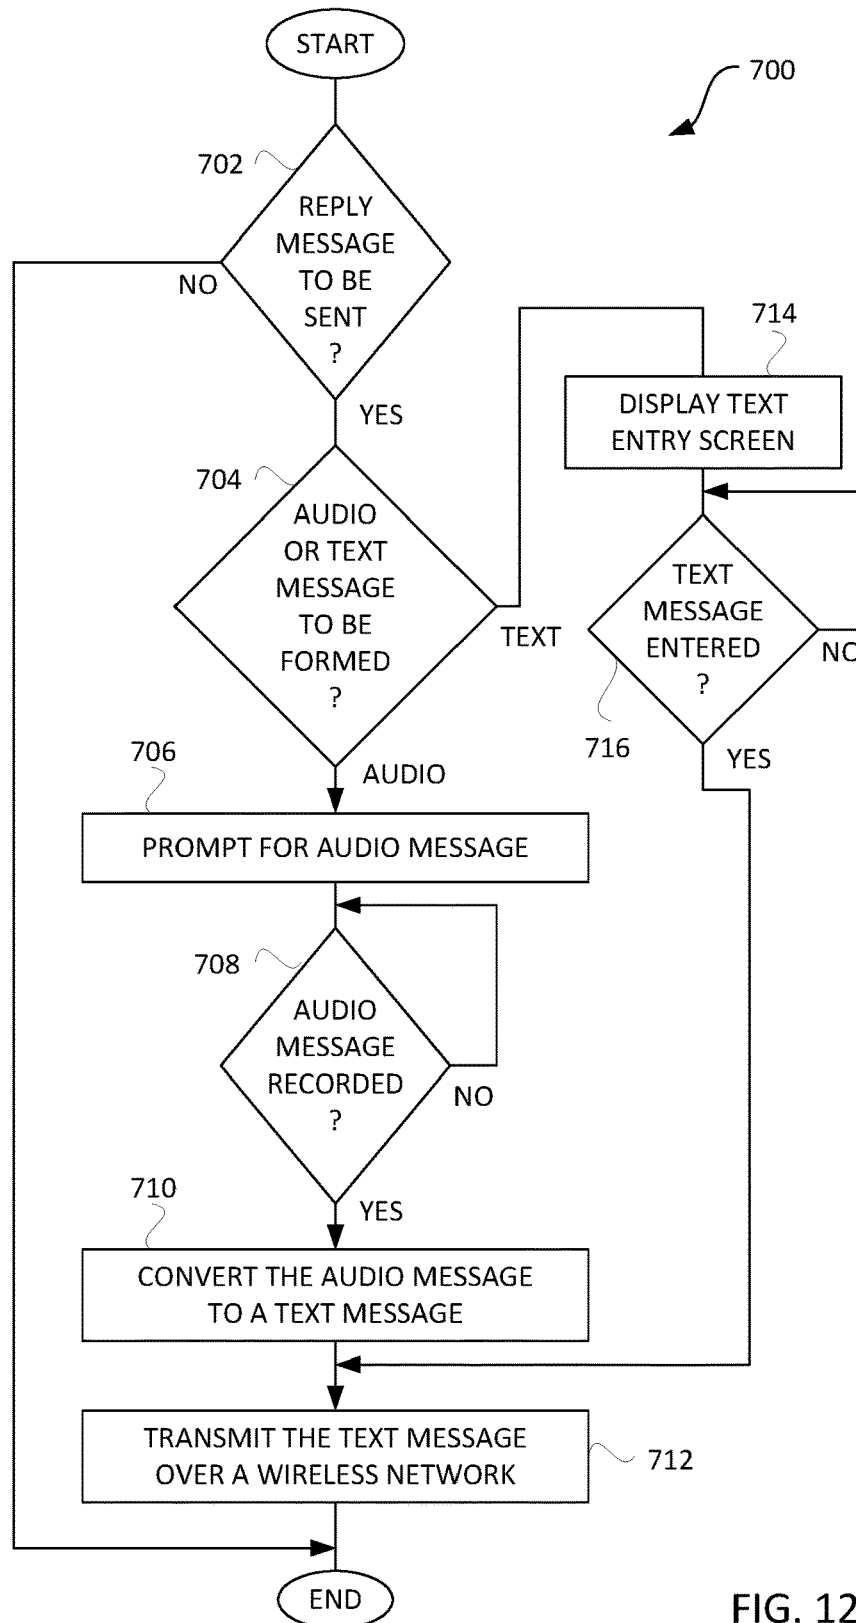 START
700
702
REPLY
MESSAGE
TO BE
SENT
?
NO
YES
714
DISPLAY TEXT
ENTRY SCREEN
704
AUDIO
OR TEXT
MESSAGE
TO BE
FORMED
?
TEXT
TEXT
MESSAGE
ENTERED
?
NO
716
YES
AUDIO
706
PROMPT FOR AUDIO MESSAGE
708
AUDIO
MESSAGE
RECORDED
?
NO
YES
710
CONVERT THE AUDIO MESSAGE
TO A TEXT MESSAGE
TRANSMIT THE TEXT MESSAGE
OVER A WIRELESS NETWORK
712
END
FIG. 12